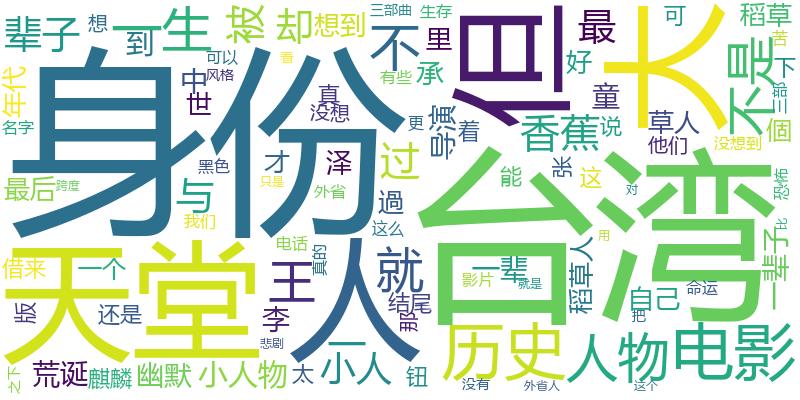 辈子
想
一生
被
却
想到
三部曲
生存
不
里
最
可
稻草
苦
到
看
可以
有些
承
但
大
不是
好
下
三部
年代
中
世
风格
真
没想
导演
更
着
童
個
名字
身份
香蕉
说
草人
他们
没想到
黑色
才
泽
过
张
这
恐怖
最后
跨度
与
外省
過
能
台湾
对
只是
我们
电话
这么
用
比
天堂
人
就
一辈
稻草人
一辈子
借来
一个
王
真的
影片
就是
自己
命运
版
还是
李
结尾
那
把
悲剧
历史
人物
电影
之下
荒诞
麒麟
幽默
小人物
太
小人
钮
没有
外省人
这个